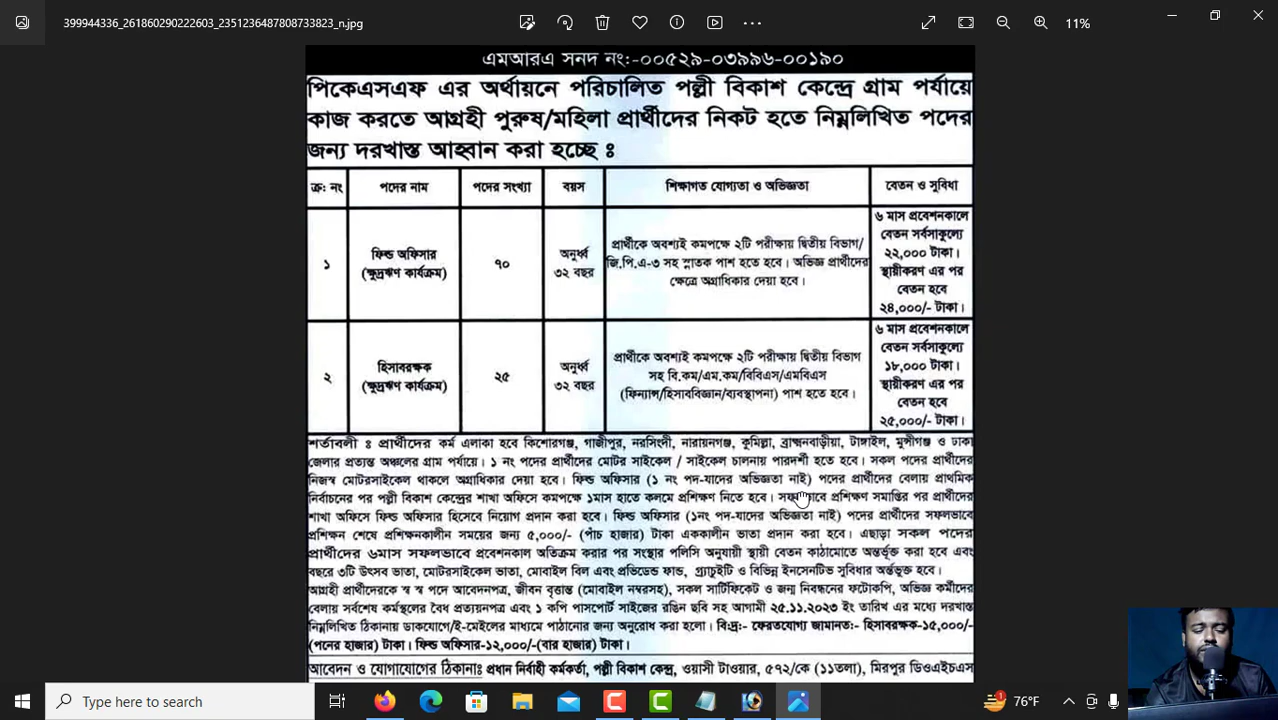 399944336_261860290222603_2351236487808733823_n.jpg
11%
এমআরএ সনদ নং:-০০৫২৯-০৩৯৯৬-০০১৯০
পিকেএসএফ এর অর্থায়নে পরিচালিত পল্লী বিকাশ কেন্দ্রে গ্রাম পর্যায়ে
কাজ করতে আগ্রহী পুরুষ/মহিলা প্রার্থীদের নিকট হতে নিম্নলিখিত পদের
জন্য দরখাস্ত আহ্বান করা হচ্ছে ঃ
ক্র: নং পদের নাম পদের সংখ্যা বয়স শিক্ষাগত যোগ্যতা ও অভিজ্ঞতা বেতন ও সুবিধা
১
ফিল্ড অফিসার
(ক্ষুদ্রঋণ কার্যক্রম)
৭০
অনুর্ধ্ব
৩২ বছর
প্রার্থীকে অবশ্যই কমপক্ষে ২টি পরীক্ষায় দ্বিতীয় বিভাগ/
জি.পি.এ-৩ সহ স্নাতক পাশ হতে হবে। অভিজ্ঞ প্রার্থীদের
ক্ষেত্রে অগ্রাধিকার দেয়া হবে।
৬ মাস প্রবেশনকালে
বেতন সর্বসাকুল্যে
২২,০০০ টাকা।
স্থায়ীকরণ এর পর
বেতন হবে
২৪,০০০/- টাকা।
২
হিসাবরক্ষক
(ক্ষুদ্রঋণ কার্যক্রম)
২৫
অনুর্ধ্ব
৩২ বছর
প্রার্থীকে অবশ্যই কমপক্ষে ২টি পরীক্ষায় দ্বিতীয় বিভাগ
সহ বি.কম/এম.কম/বিবিএস/এমবিএস
(ফিন্যান্স/হিসাববিজ্ঞান/ব্যবস্থাপনা) পাশ হতে হবে।
৬ মাস প্রবেশনকালে
বেতন সর্বসাকুল্যে
১৮,০০০ টাকা।
স্থায়ীকরণ এর পর
বেতন হবে
২৫,০০০/- টাকা।
শর্তাবলী ঃ প্রার্থীদের কর্ম এলাকা হবে কিশোরগঞ্জ, গাজীপুর, নরসিংদী, নারায়নগঞ্জ, কুমিল্লা, ব্রাহ্মনবাড়ীয়া, টাঙ্গাইল, মুন্সীগঞ্জ ও ঢাকা
জেলার প্রত্যন্ত অঞ্চলের গ্রাম পর্যায়ে। ১ নং পদের প্রার্থীদের মোটর সাইকেল / সাইকেল চালনায় পারদর্শী হতে হবে। সকল পদের প্রার্থীদের
নিজস্ব মোটরসাইকেল থাকলে অগ্রাধিকার দেয়া হবে। ফিল্ড অফিসার (১ নং পদ-যাদের অভিজ্ঞতা নাই) পদের প্রার্থীদের বেলায় প্রাথমিক
নির্বাচনের পর পল্লী বিকাশ কেন্দ্রের শাখা অফিসে কমপক্ষে ১মাস হাতে কলমে প্রশিক্ষণ নিতে হবে। প্রশিক্ষণ সমাপ্তির পর প্রার্থীদের
শাখা অফিসে ফিল্ড অফিসার হিসেবে নিয়োগ প্রদান করা হবে। ফিল্ড অফিসার (১নং পদ-যাদের অভিজ্ঞতা নাই) পদের প্রার্থীদের সফলভাবে
প্রশিক্ষন শেষে প্রশিক্ষনকালীন সময়ের জন্য ৫,০০০/- (পাঁচ হাজার) টাকা এককালীন ভাতা প্রদান করা হবে। এছাড়া সকল পদের
প্রার্থীদের ৬মাস সফলভাবে প্রবেশনকাল অতিক্রম করার পর সংস্থার পলিসি অনুযায়ী স্থায়ী বেতন কাঠামোতে অন্তর্ভূক্ত করা হবে এবং
বছরে ৩টি উৎসব ভাতা, মোটরসাইকেল ভাতা, মোবাইল বিল এবং প্রভিডেন্ট ফান্ড, গ্র্যাচুইটি ও বিভিন্ন ইনসেনটিভ সুবিধার অর্ন্তভূক্ত হবে।
আগ্রহী প্রার্থীদেরকে স্ব স্ব পদে আবেদনপত্র, জীবন বৃত্তান্ত (মোবাইল নম্বরসহ), সকল সার্টিফিকেট ও জন্ম নিবন্ধনের ফটোকপি, অভিজ্ঞ কর্মীদের
বেলায় সর্বশেষ কর্মস্থলের বৈধ প্রত্যয়নপত্র এবং ১ কপি পাসপোর্ট সাইজের রঙিন ছবি সহ আগামী ২৫.১১.২০২৩ ইং তারিখ এর মধ্যে দরখাস্ত
নিম্নলিখিত ঠিকানায় ডাকযোগে/ই-মেইলের মাধ্যমে পাঠানোর জন্য অনুরোধ করা হলো। বি:দ্র:- ফেরতযোগ্য জামানত:- হিসাবরক্ষক-১৫,০০০/-
(পনের হাজার) টাকা। ফিল্ড অফিসার-১২,০০০/-(বার হাজার) টাকা।
আবেদন ও যোগাযোগের ঠিকানাঃ প্রধান নির্বাহী কর্মকর্তা, পল্লী বিকাশ কেন্দ্র, ওয়াসী টাওয়ার, ৫৭২/কে (১১তলা), মিরপুর ডিওএইচএস
Type here to search
76°F